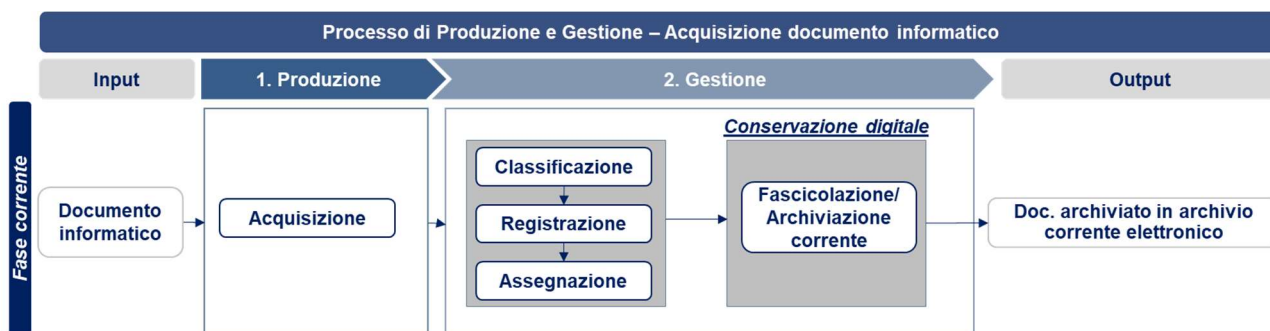 Processo di Produzione e Gestione – Acquisizione documento informatico
Input
1. Produzione
2. Gestione
Output
Fase corrente
Documento
informatico
Acquisizione
Classificazione
Registrazione
Assegnazione
Conservazione digitale
Fascicolazione/
Archiviazione
corrente
Doc. archiviato in archivio
corrente elettronico